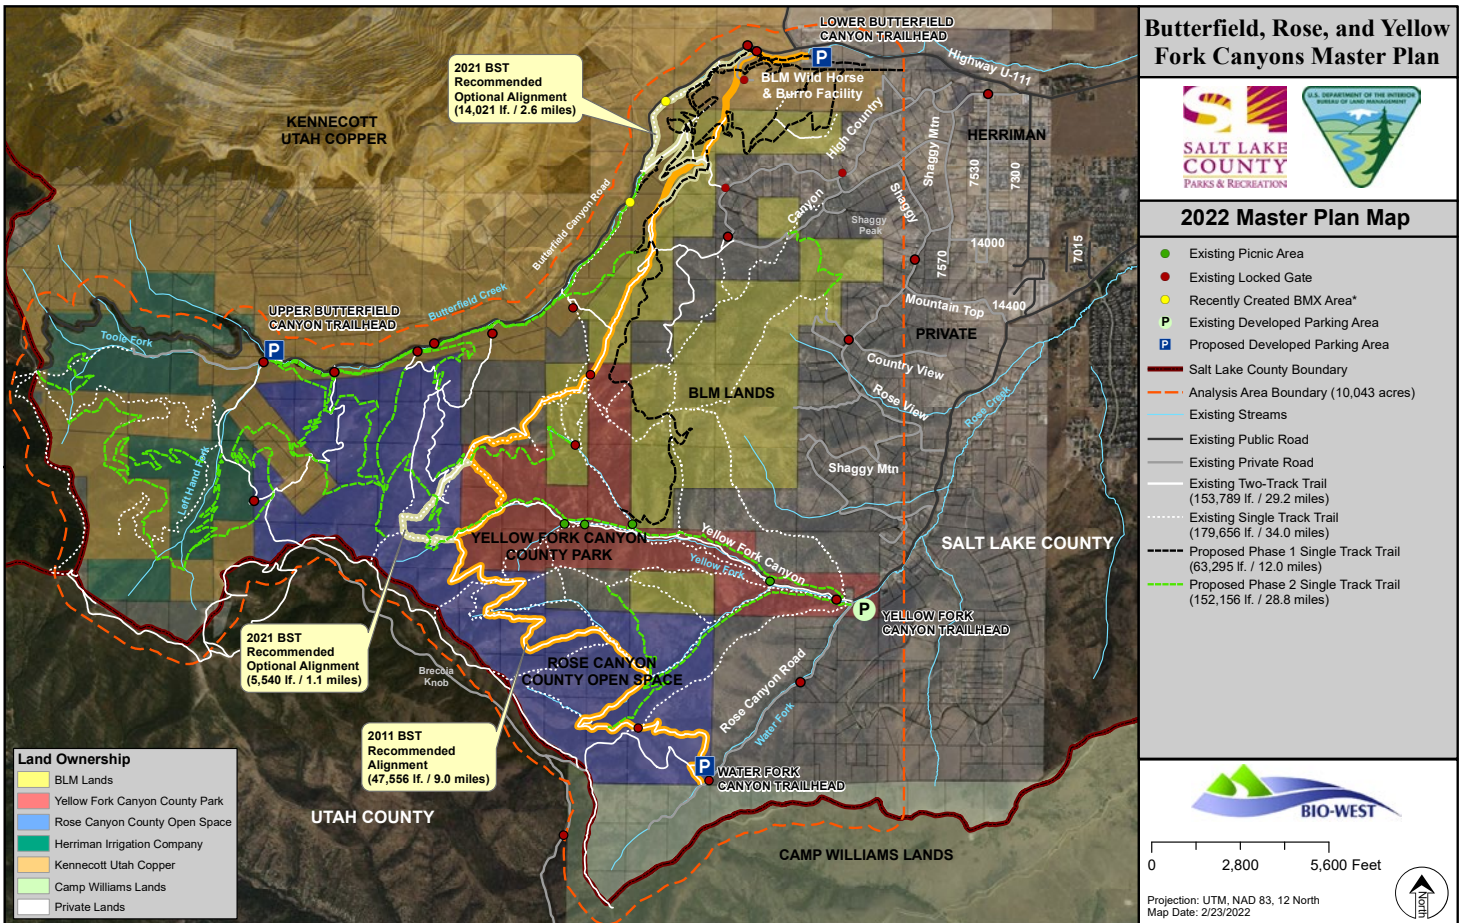 LOWER BUTTERFIELD
CANYON TRAILHEAD
P
Highway U-111
BLM Wild Horse
& Burro Facility
2021 BST
Recommended
Optional Alignment
(14,021 lf. / 2.6 miles)
KENNECOTT
UTAH COPPER
HERRIMAN
High Country
Shaggy Mtn
7530
7300
Butterfield Canyon Road
Canyon
Shaggy
Shaggy
Peak
14000
7015
7570
Butterfield Creek
UPPER BUTTERFIELD
CANYON TRAILHEAD
P
Toole Fork
Mountain Top
14400
PRIVATE
Country View
Rose View
Rose Creek
BLM LANDS
Shaggy Mtn
Left Hand Fork
YELLOW FORK CANYON
COUNTY PARK
Yellow Fork Canyon
Yellow Fork
SALT LAKE COUNTY
P
YELLOW FORK
CANYON TRAILHEAD
2021 BST
Recommended
Optional Alignment
(5,540 lf. / 1.1 miles)
Breccia
Knob
ROSE CANYON
COUNTY OPEN SPACE
Rose Canyon Road
Water Fork
2011 BST
Recommended
Alignment
(47,556 lf. / 9.0 miles)
P
WATER FORK
CANYON TRAILHEAD
UTAH COUNTY
CAMP WILLIAMS LANDS
Land Ownership
BLM Lands
Yellow Fork Canyon County Park
Rose Canyon County Open Space
Herriman Irrigation Company
Kennecott Utah Copper
Camp Williams Lands
Private Lands
Butterfield, Rose, and Yellow
Fork Canyons Master Plan
SALT LAKE
COUNTY
PARKS & RECREATION
U.S. DEPARTMENT OF THE INTERIOR
BUREAU OF LAND MANAGEMENT
2022 Master Plan Map
Existing Picnic Area
Existing Locked Gate
Recently Created BMX Area*
P Existing Developed Parking Area
P Proposed Developed Parking Area
Salt Lake County Boundary
Analysis Area Boundary (10,043 acres)
Existing Streams
Existing Public Road
Existing Private Road
Existing Two-Track Trail
(153,789 lf. / 29.2 miles)
Existing Single Track Trail
(179,656 lf. / 34.0 miles)
Proposed Phase 1 Single Track Trail
(63,295 lf. / 12.0 miles)
Proposed Phase 2 Single Track Trail
(152,156 lf. / 28.8 miles)
BIO-WEST
0 2,800 5,600 Feet
Projection: UTM, NAD 83, 12 North
Map Date: 2/23/2022
North